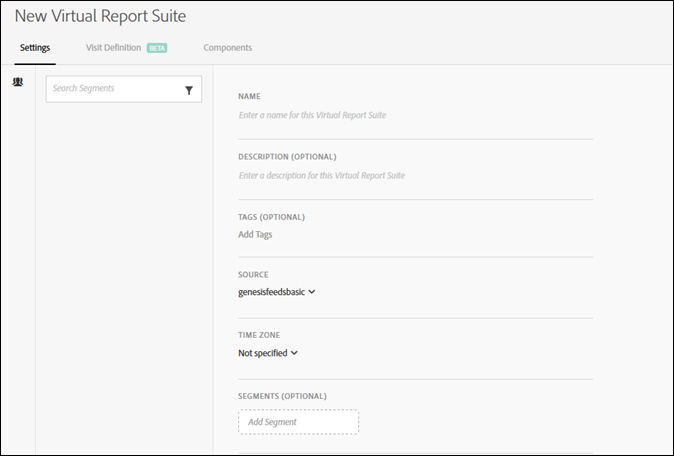 New Virtual Report Suite
Settings
Visit Definition BETA
Components
Search Segments
NAME
Enter a name for this Virtual Report Suite
DESCRIPTION (OPTIONAL)
Enter a description for this Virtual Report Suite
TAGS (OPTIONAL)
Add Tags
SOURCE
genesisfeedsbasic
TIME ZONE
Not specified
SEGMENTS (OPTIONAL)
Add Segment